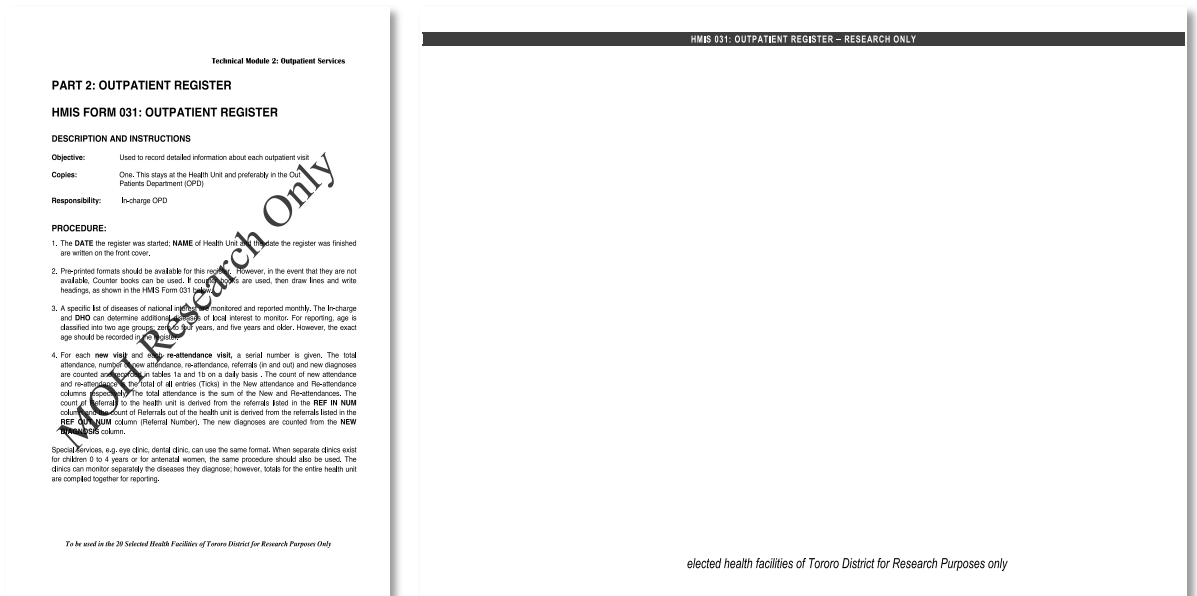 Technical Module 2: Outpatient Services
PART 2: OUTPATIENT REGISTER
HMIS FORM 031: OUTPATIENT REGISTER
DESCRIPTION AND INSTRUCTIONS
Objective: Used to record detailed information about each outpatient visit
Copies: One. This stays at the Health Unit and preferably in the Out
Patients Department (OPD)
Responsibility: In-charge OPD
PROCEDURE:
1. The DATE the register was started; NAME of Health Unit and the date the register was finished
are written on the front cover.
2. Pre-printed formats should be available for this register. However, in the event that they are not
available, Counter books can be used. If counter books are used, then draw lines and write
headings, as shown in the HMIS Form 031 below.
3. A specific list of diseases of national interest are monitored and reported monthly. The In-charge
and DHO can determine additional diseases of local interest to monitor. For reporting, age is
classified into two age groups; zero to four years, and five years and older. However, the exact
age should be recorded in the register.
4. For each new visit and each re-attendance visit, a serial number is given. The total
attendance, number of new attendance, re-attendance, referrals (in and out) and new diagnoses
are counted and recorded in tables 1a and 1b on a daily basis . The count of new attendance
and re-attendance is the total of all entries (Ticks) in the New attendance and Re-attendance
columns respectively. The total attendance is the sum of the New and Re-attendances. The
count of Referrals to the health unit is derived from the referrals listed in the REF IN NUM
column and the count of Referrals out of the health unit is derived from the referrals listed in the
REF OUT NUM column (Referral Number). The new diagnoses are counted from the NEW
DIAGNOSIS column.
Special services, e.g. eye clinic, dental clinic, can use the same format. When separate clinics exist
for children 0 to 4 years or for antenatal women, the same procedure should also be used. The
clinics can monitor separately the diseases they diagnose; however, totals for the entire health unit
are compiled together for reporting.
MOH Research Only
To be used in the 20 Selected Health Facilities of Tororo District for Research Purposes Only
HMIS 031: OUTPATIENT REGISTER – RESEARCH ONLY
elected health facilities of Tororo District for Research Purposes only